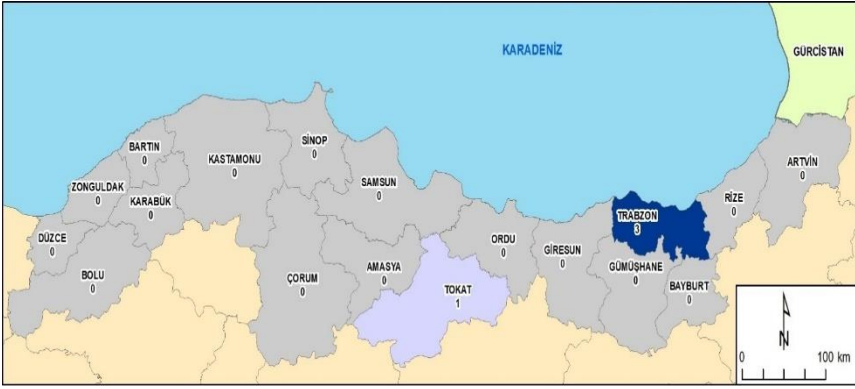 KARADENİZ
GÜRCİSTAN
BARTIN
0
ZONGULDAK
0
KARABÜK
0
KASTAMONU
0
SİNOP
0
SAMSUN
0
DÜZCE
0
BOLU
0
ÇORUM
0
AMASYA
0
TOKAT
1
ORDU
0
GİRESUN
0
TRABZON
3
GÜMÜŞHANE
0
BAYBURT
0
RİZE
0
ARTVİN
0
N
0 100 km